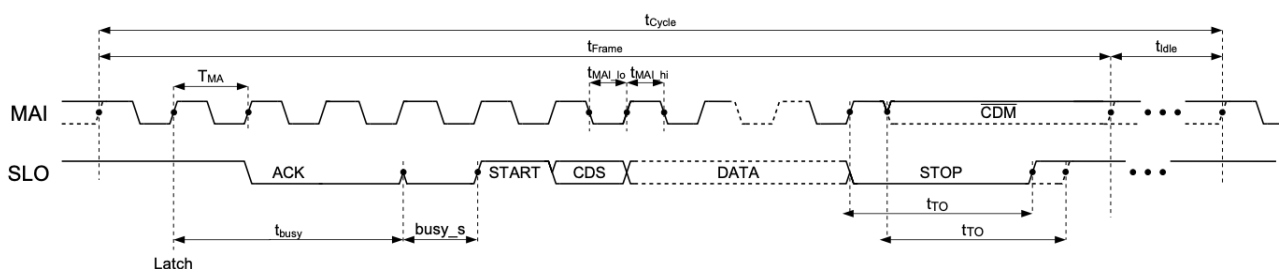 tCycle
tFrame
tIdle
TMA
tMAI_lo
tMAI_hi
MAI
CDM
SLO
ACK
START
CDS
DATA
STOP
tTO
tbusy
busy_s
tTO
Latch